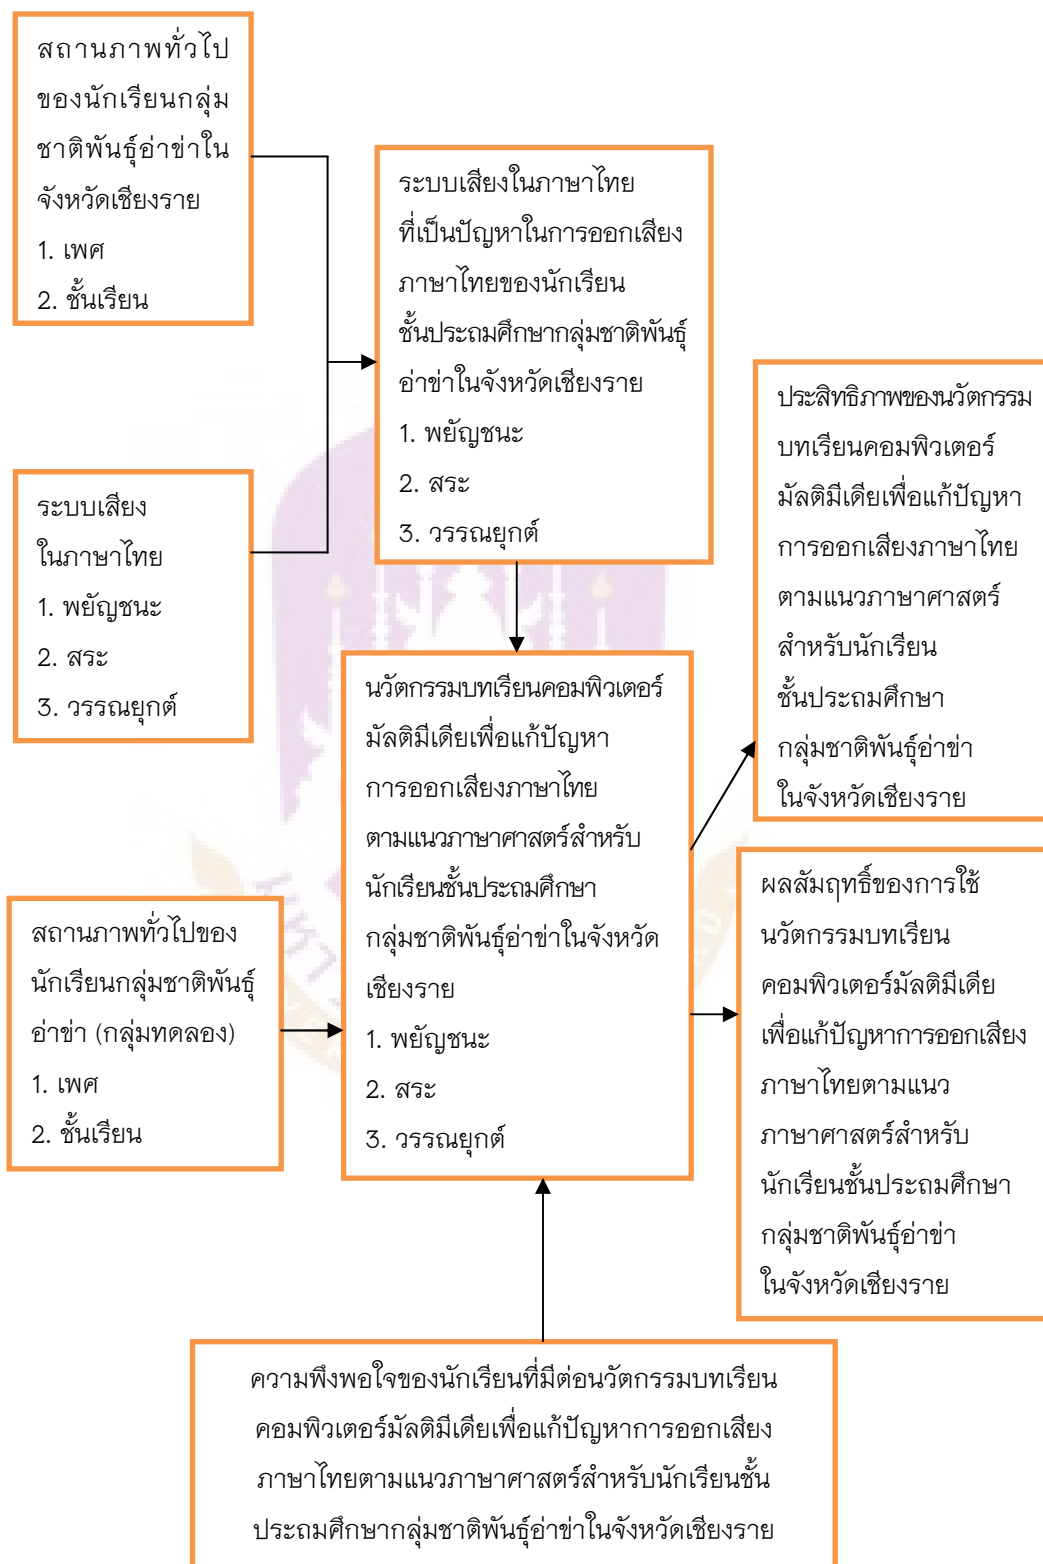 สถานภาพทั่วไป
ของนักเรียนกลุ่ม
ชาติพันธุ์อ่าข่าใน
จังหวัดเชียงราย
1. เพศ
2. ชั้นเรียน
ระบบเสียงในภาษาไทย
ที่เป็นปัญหาในการออกเสียง
ภาษาไทยของนักเรียน
ชั้นประถมศึกษากลุ่มชาติพันธุ์
อ่าข่าในจังหวัดเชียงราย
1. พยัญชนะ
2. สระ
3. วรรณยุกต์
ระบบเสียง
ในภาษาไทย
1. พยัญชนะ
2. สระ
3. วรรณยุกต์
ประสิทธิภาพของนวัตกรรม
บทเรียนคอมพิวเตอร์
มัลติมีเดียเพื่อแก้ปัญหา
การออกเสียงภาษาไทย
ตามแนวภาษาศาสตร์
สำหรับนักเรียน
ชั้นประถมศึกษา
กลุ่มชาติพันธุ์อ่าข่า
ในจังหวัดเชียงราย
นวัตกรรมบทเรียนคอมพิวเตอร์
มัลติมีเดียเพื่อแก้ปัญหา
การออกเสียงภาษาไทย
ตามแนวภาษาศาสตร์สำหรับ
นักเรียนชั้นประถมศึกษา
กลุ่มชาติพันธุ์อ่าข่าในจังหวัด
เชียงราย
1. พยัญชนะ
2. สระ
3. วรรณยุกต์
สถานภาพทั่วไปของ
นักเรียนกลุ่มชาติพันธุ์
อ่าข่า (กลุ่มทดลอง)
1. เพศ
2. ชั้นเรียน
ผลสัมฤทธิ์ของการใช้
นวัตกรรมบทเรียน
คอมพิวเตอร์มัลติมีเดีย
เพื่อแก้ปัญหาการออกเสียง
ภาษาไทยตามแนว
ภาษาศาสตร์สำหรับ
นักเรียนชั้นประถมศึกษา
กลุ่มชาติพันธุ์อ่าข่า
ในจังหวัดเชียงราย
ความพึงพอใจของนักเรียนที่มีต่อนวัตกรรมบทเรียน
คอมพิวเตอร์มัลติมีเดียเพื่อแก้ปัญหาการออกเสียง
ภาษาไทยตามแนวภาษาศาสตร์สำหรับนักเรียนชั้น
ประถมศึกษากลุ่มชาติพันธุ์อ่าข่าในจังหวัดเชียงราย